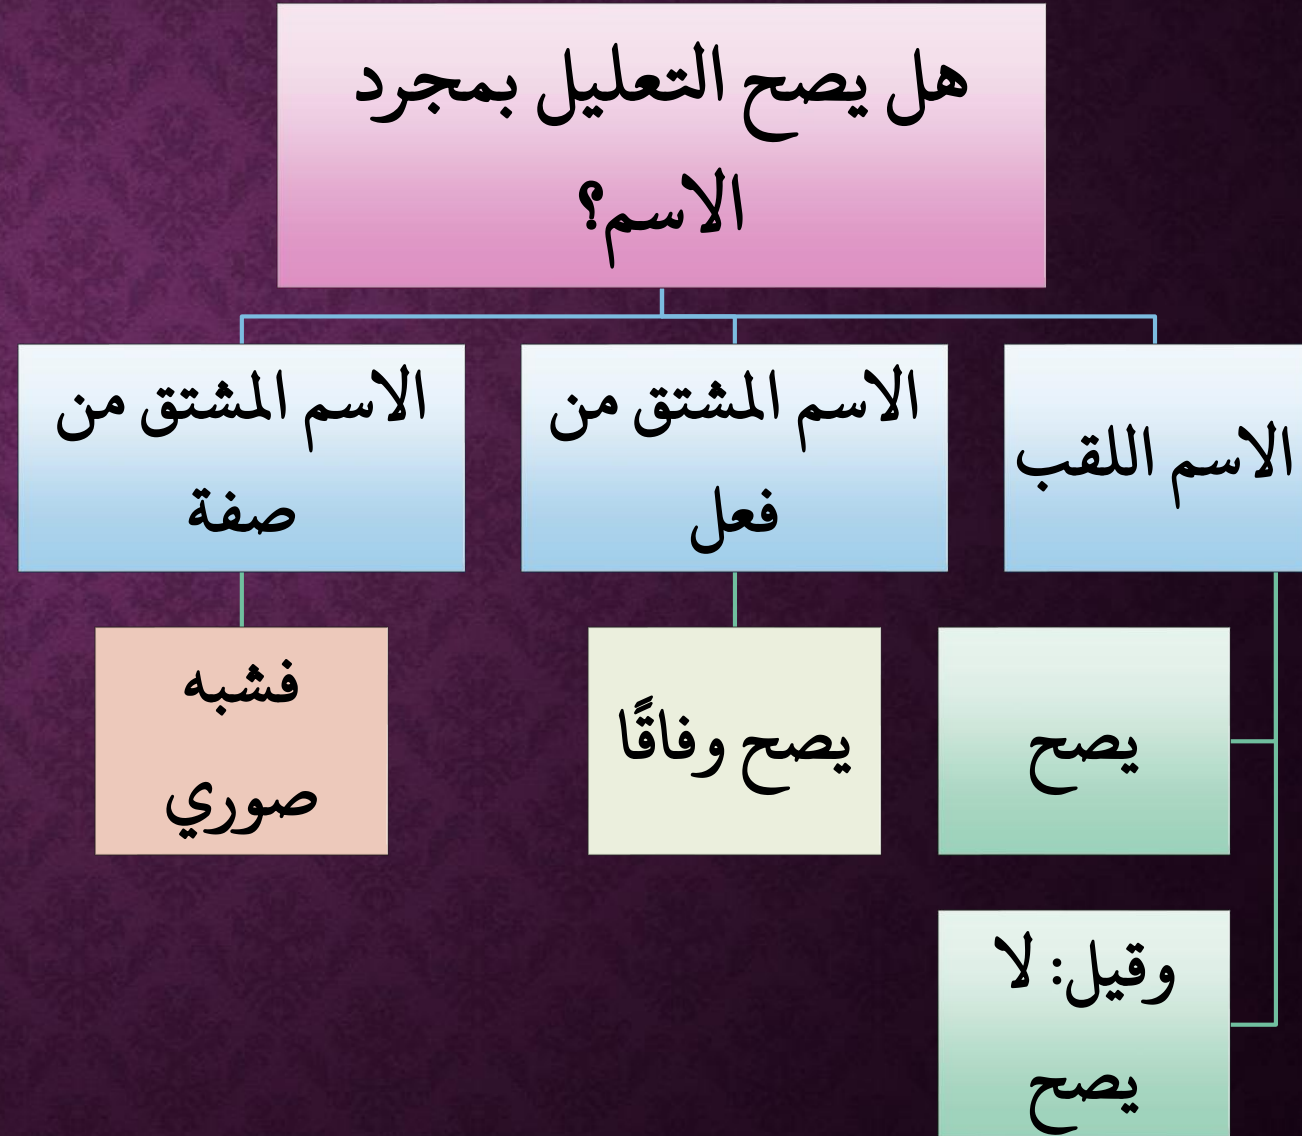 هل يصح التعليل بمجرد
الاسم؟
الاسم اللقب
الاسم المشتق من
فعل
الاسم المشتق من
صفة
يصح
وقيل: لا
يصح
يصح وفاقًا
فشبه
صوري